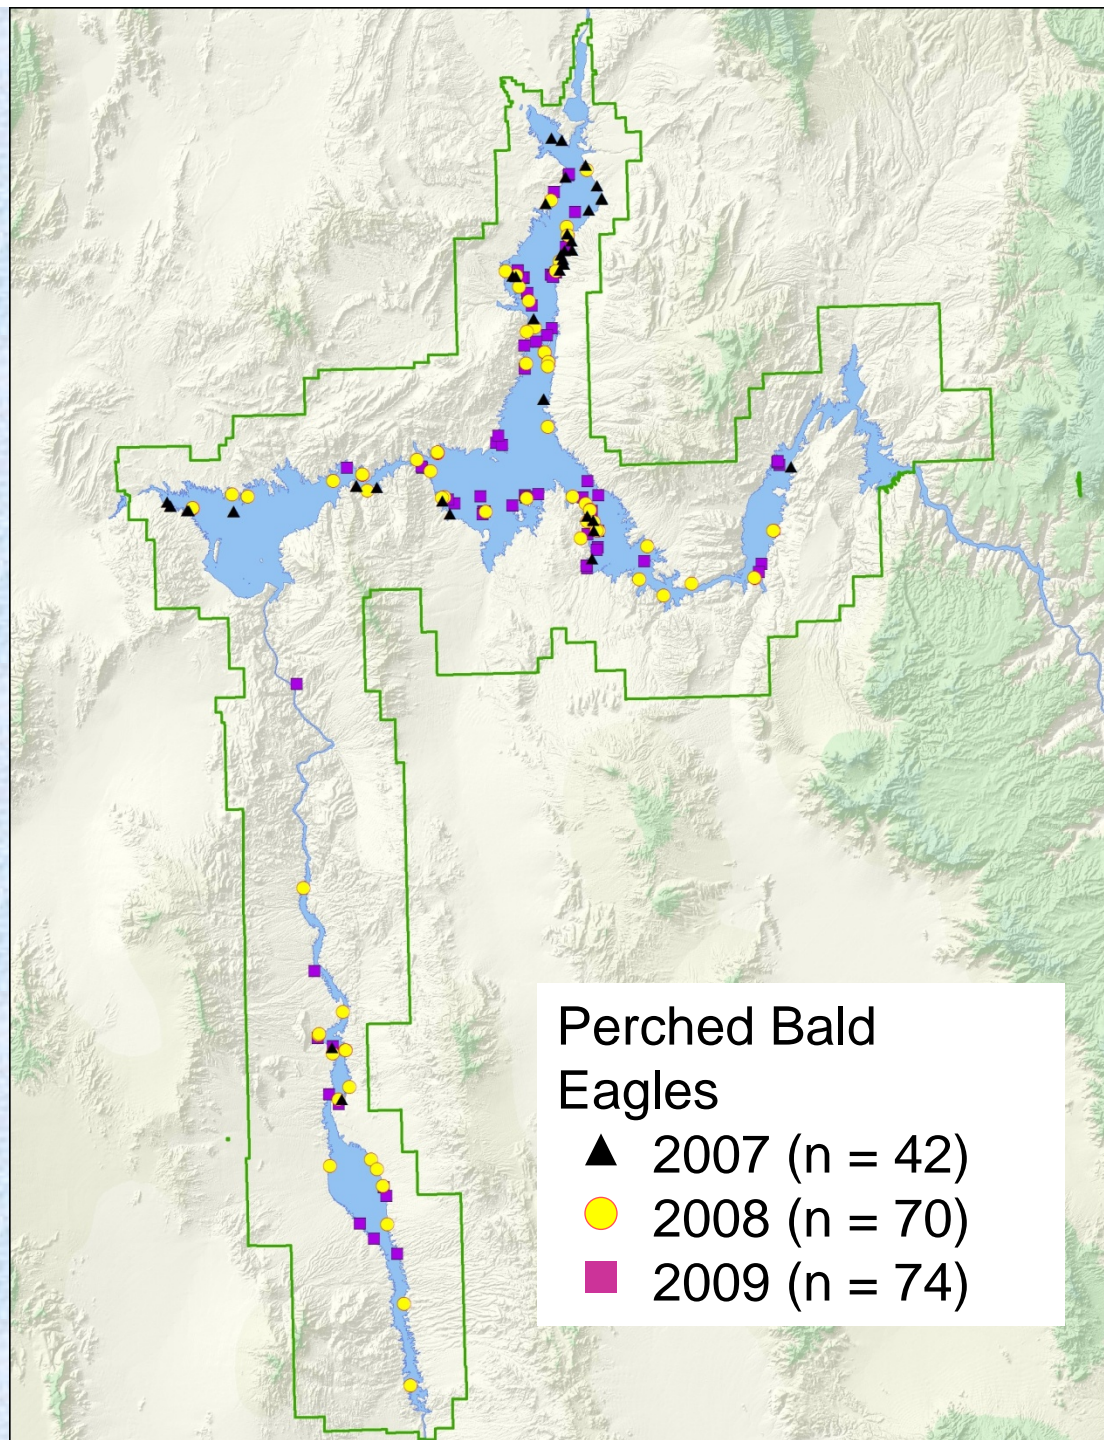 Perched Bald
Eagles
2007 (n = 42)
2008 (n = 70)
2009 (n = 74)